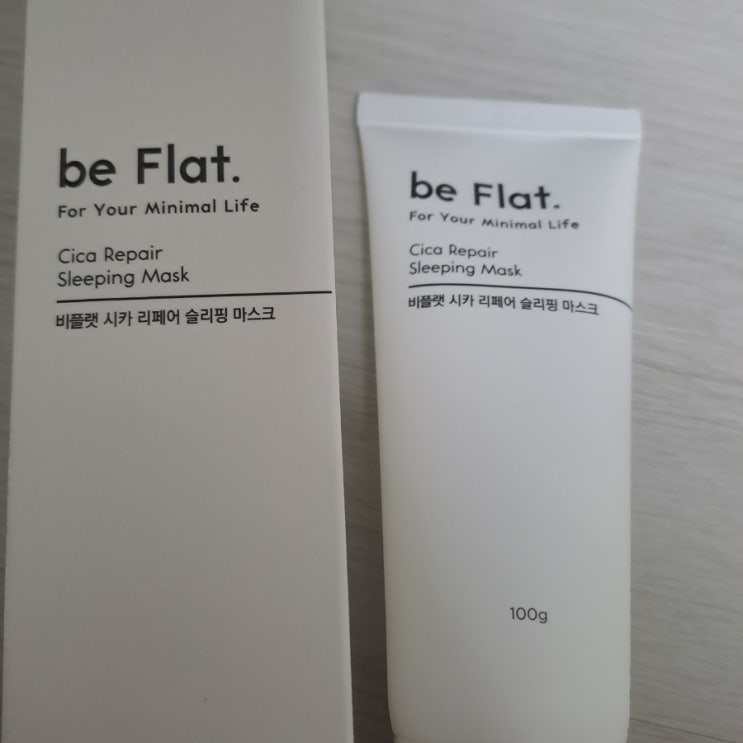 be Flat.
For Your Minimal Life
Cica Repair
Sleeping Mask
비플랫 시카 리페어 슬리핑 마스크
be Flat.
For Your Minimal Life
Cica Repair
Sleeping Mask
비플랫 시카 리페어 슬리핑 마스크
100g